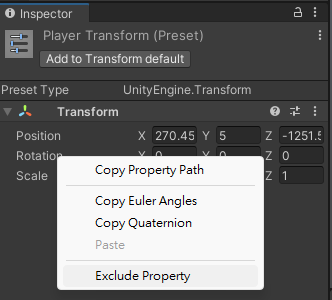 Inspector
Player Transform (Preset)
Add to Transform default
Preset Type UnityEngine.Transform
Transform
Position X 270.45 Y 5 Z -1251.5
Rotation X 0 Y 0 Z 0
Scale Z 1
Copy Property Path
Copy Euler Angles
Copy Quaternion
Paste
Exclude Property